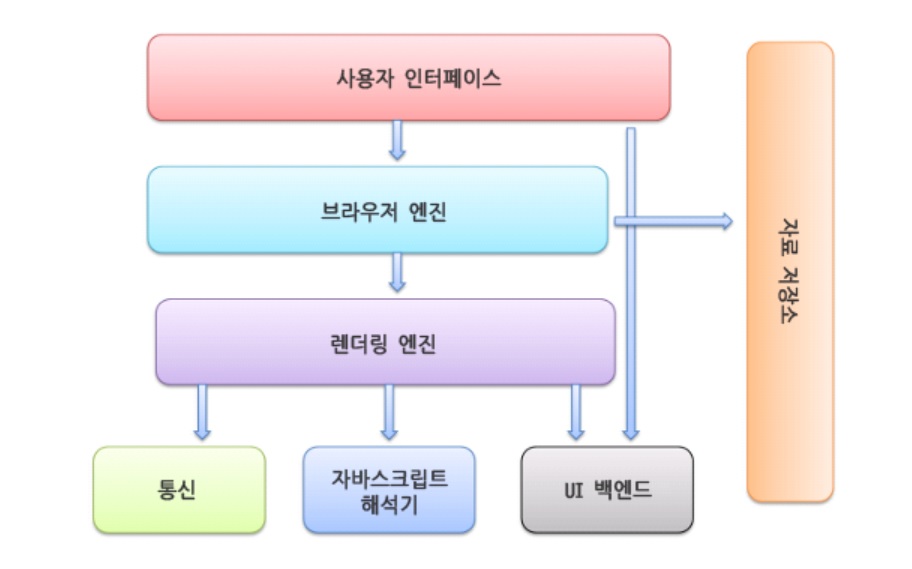 사용자 인터페이스
브라우저 엔진
자료 저장소
렌더링 엔진
통신
자바스크립트
해석기
UI 백엔드